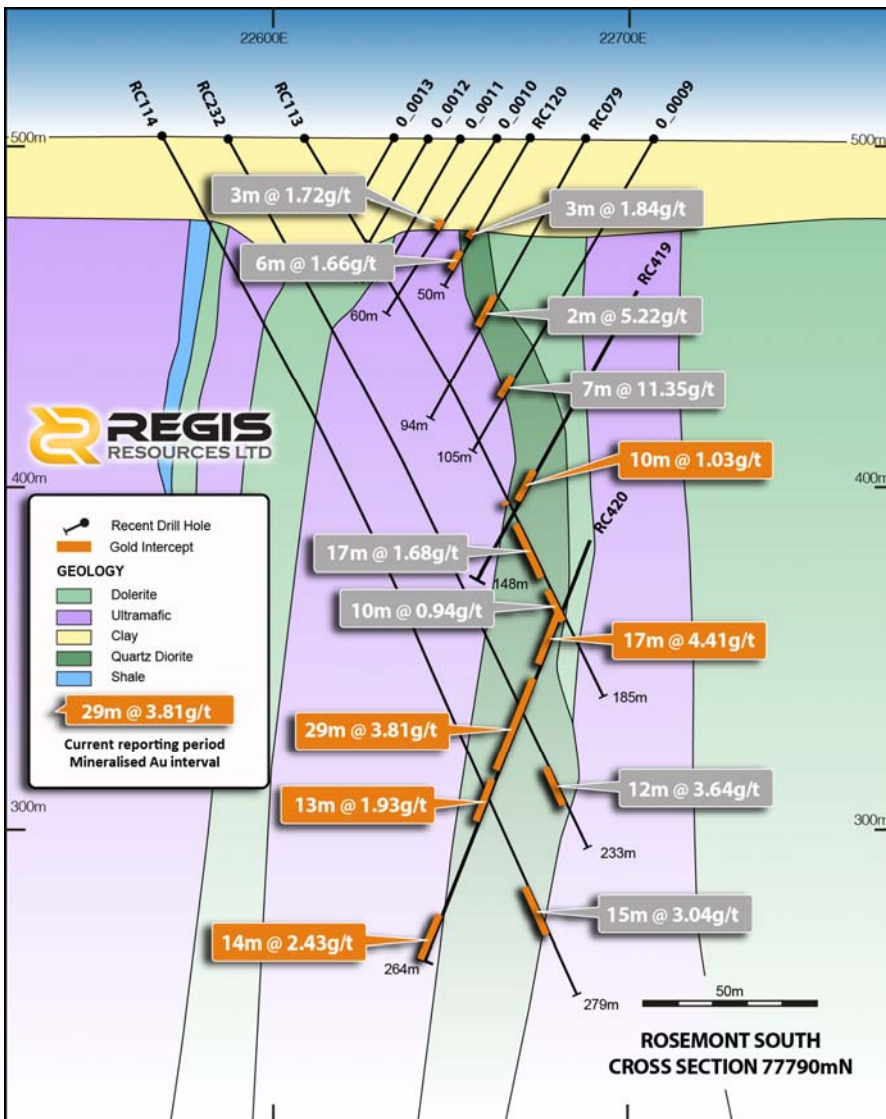 22600E
22700E
RC114
RC232
RC113
0_0013
0_0012
0_0011
0_0010
RC120
RC079
0_0009
500m
500m
3m @ 1.72g/t
3m @ 1.84g/t
6m @ 1.66g/t
RC419
50m
60m
2m @ 5.22g/t
7m @ 11.35g/t
94m
105m
REGIS
RESOURCES LTD
10m @ 1.03g/t
400m
400m
RC420
Recent Drill Hole
Gold Intercept
GEOLOGY
Dolerite
Ultramafic
Clay
Quartz Diorite
Shale
29m @ 3.81g/t
Current reporting period
Mineralised Au interval
17m @ 1.68g/t
148m
10m @ 0.94g/t
17m @ 4.41g/t
185m
29m @ 3.81g/t
13m @ 1.93g/t
12m @ 3.64g/t
300m
300m
233m
15m @ 3.04g/t
14m @ 2.43g/t
264m
279m
50m
ROSEMONT SOUTH
CROSS SECTION 77790mN